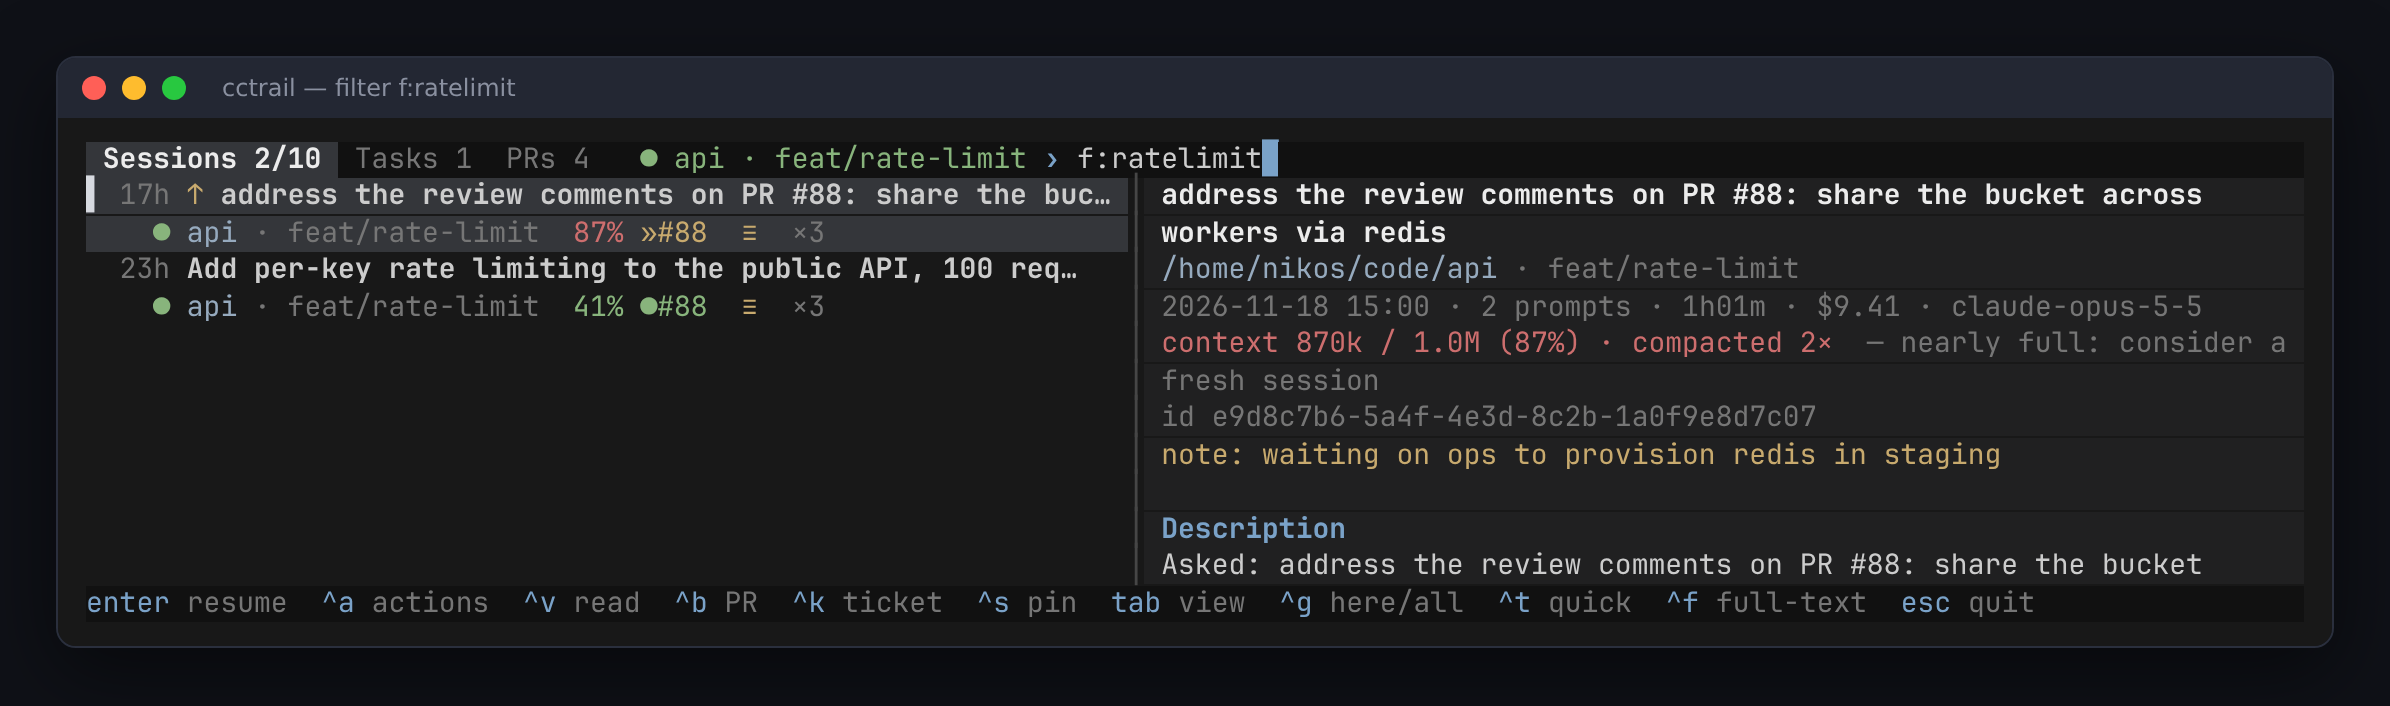 cctrail — filter f:ratelimit
Sessions 2/10 Tasks 1 PRs 4 ● api · feat/rate-limit › f:ratelimit
17h ↑ address the review comments on PR #88: share the buc…
● api · feat/rate-limit 87% »#88 ≡ ×3
23h Add per-key rate limiting to the public API, 100 req…
● api · feat/rate-limit 41% ●#88 ≡ ×3
address the review comments on PR #88: share the bucket across
workers via redis
/home/nikos/code/api · feat/rate-limit
2026-11-18 15:00 · 2 prompts · 1h01m · $9.41 · claude-opus-5-5
context 870k / 1.0M (87%) · compacted 2× — nearly full: consider a
fresh session
id e9d8c7b6-5a4f-4e3d-8c2b-1a0f9e8d7c07
note: waiting on ops to provision redis in staging
Description
Asked: address the review comments on PR #88: share the bucket
enter resume ^a actions ^v read ^b PR ^k ticket ^s pin tab view ^g here/all ^t quick ^f full-text esc quit